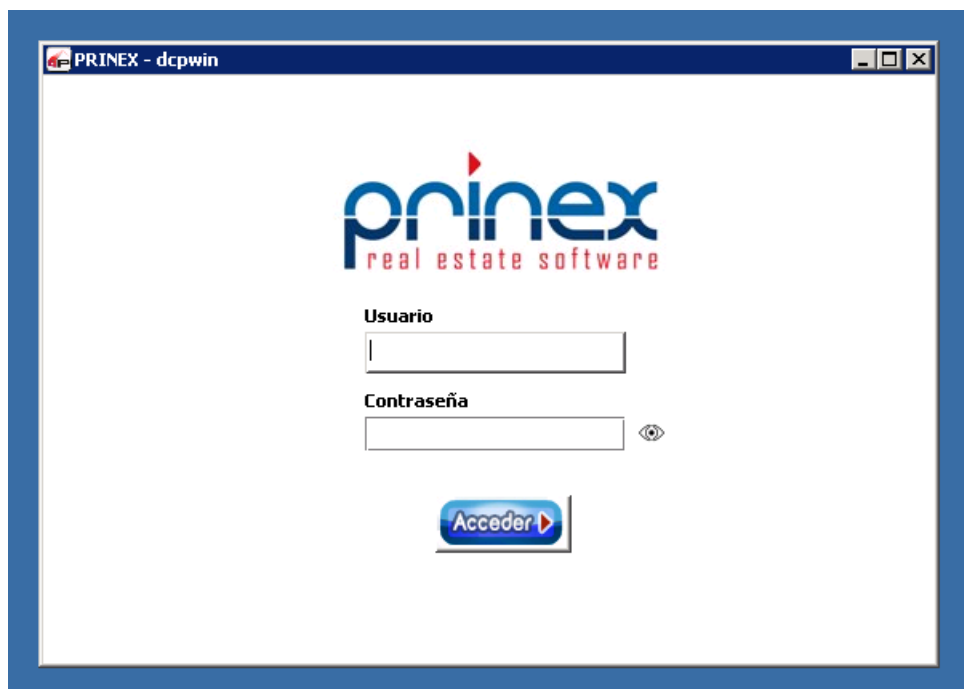 PRINEX - dcpwin
prinex
real estate software
Usuario
Contraseña
Acceder